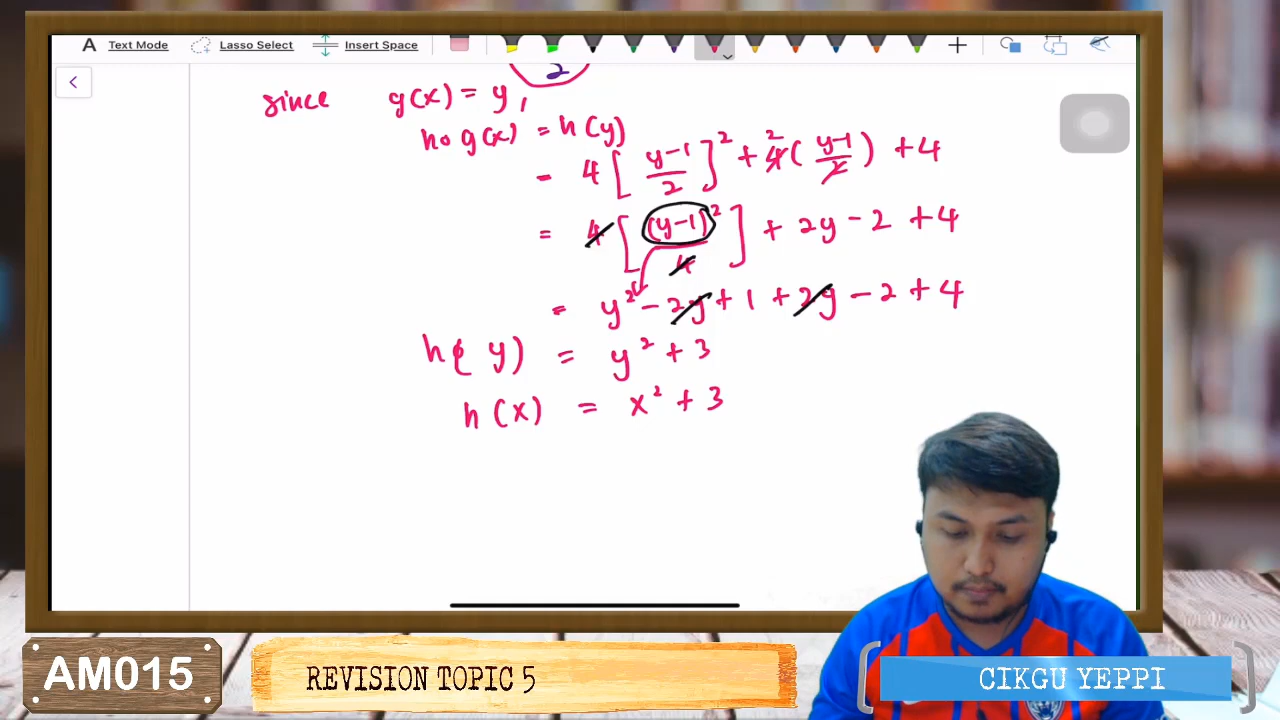 A Text Mode Lasso Select Insert Space
2
since g(x) = y,
h∘g(x) = h(y)
= 4[(y-1)/2]² + 4(y-1/2) + 4
2
= 4[(y-1)²/4] + 2y - 2 + 4
= y² - 2y + 1 + 2y - 2 + 4
h(y) = y² + 3
h(x) = x² + 3
AM015
REVISION TOPIC 5
CIKGU YEPPI